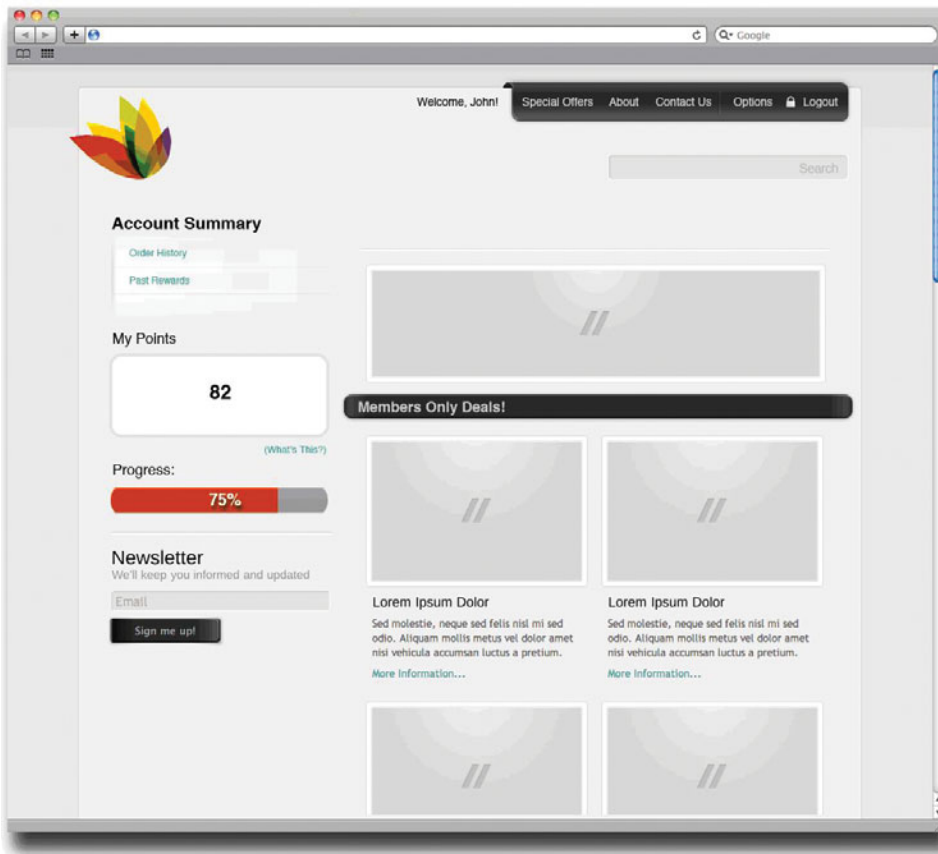 Google
Welcome, John!
Special Offers About Contact Us Options Logout
Search
Account Summary
Order History
Past Rewards
My Points
82
(What's This?)
Progress:
75%
Newsletter
We'll keep you informed and updated
Email
Sign me up!
Members Only Deals!
Lorem Ipsum Dolor
Sed molestie, neque sed felis nisl mi sed
odio. Aliquam mollis metus vel dolor amet
nisi vehicula accumsan luctus a pretium.
More Information...
Lorem Ipsum Dolor
Sed molestie, neque sed felis nisl mi sed
odio. Aliquam mollis metus vel dolor amet
nisi vehicula accumsan luctus a pretium.
More Information...